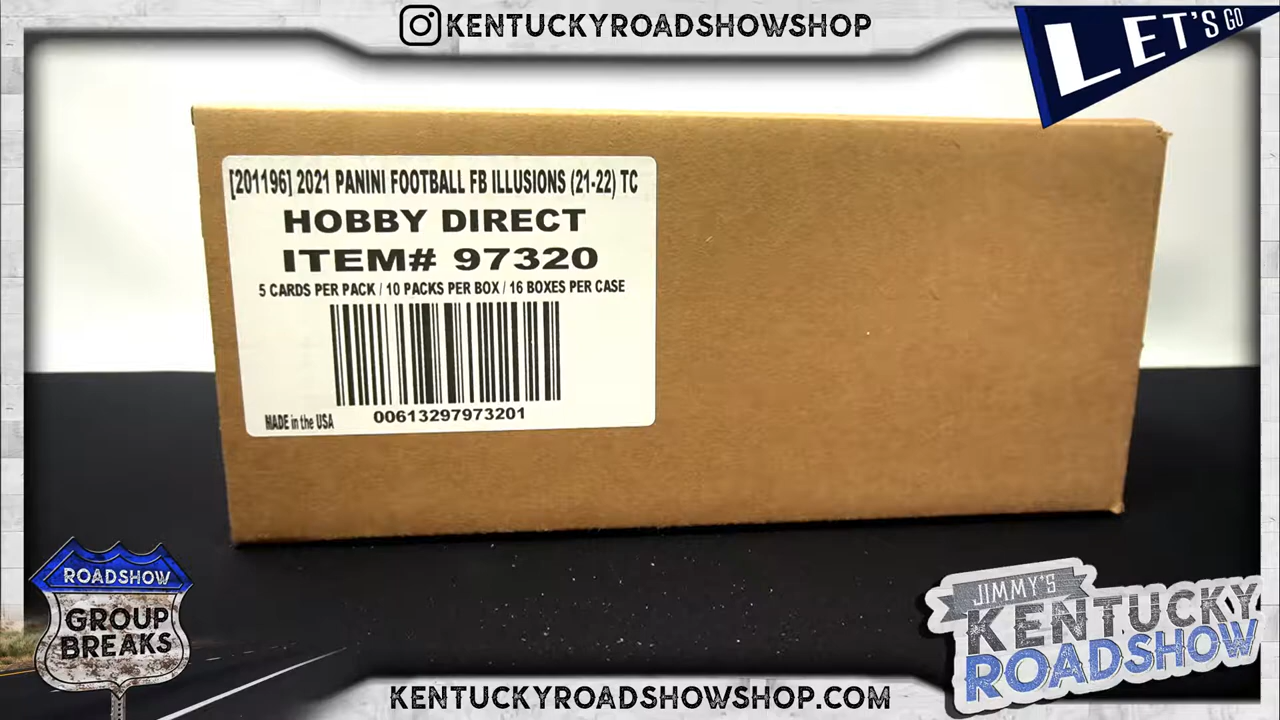 KENTUCKYROADSHOWSHOP
LET'S GO
[201196] 2021 PANINI FOOTBALL FB ILLUSIONS (21-22) TC
HOBBY DIRECT
ITEM# 97320
5 CARDS PER PACK / 10 PACKS PER BOX / 16 BOXES PER CASE
MADE in the USA
00613297973201
ROADSHOW
GROUP
BREAKS
JIMMY'S
KENTUCKY
ROADSHOW
KENTUCKYROADSHOWSHOP.COM